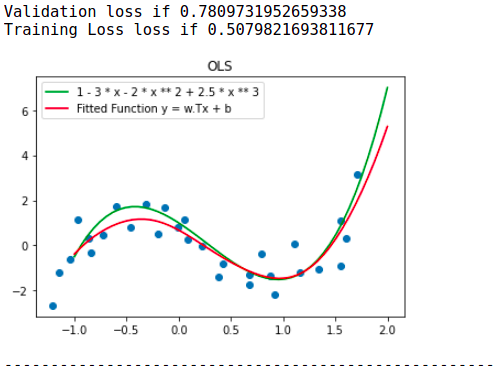 Validation loss if 0.7809731952659338
Training Loss loss if 0.5079821693811677
OLS
1 - 3 * x - 2 * x ** 2 + 2.5 * x ** 3
Fitted Function y = w.Tx + b
6
4
2
0
−2
−1.0 −0.5 0.0 0.5 1.0 1.5 2.0
------------------------------------------------------